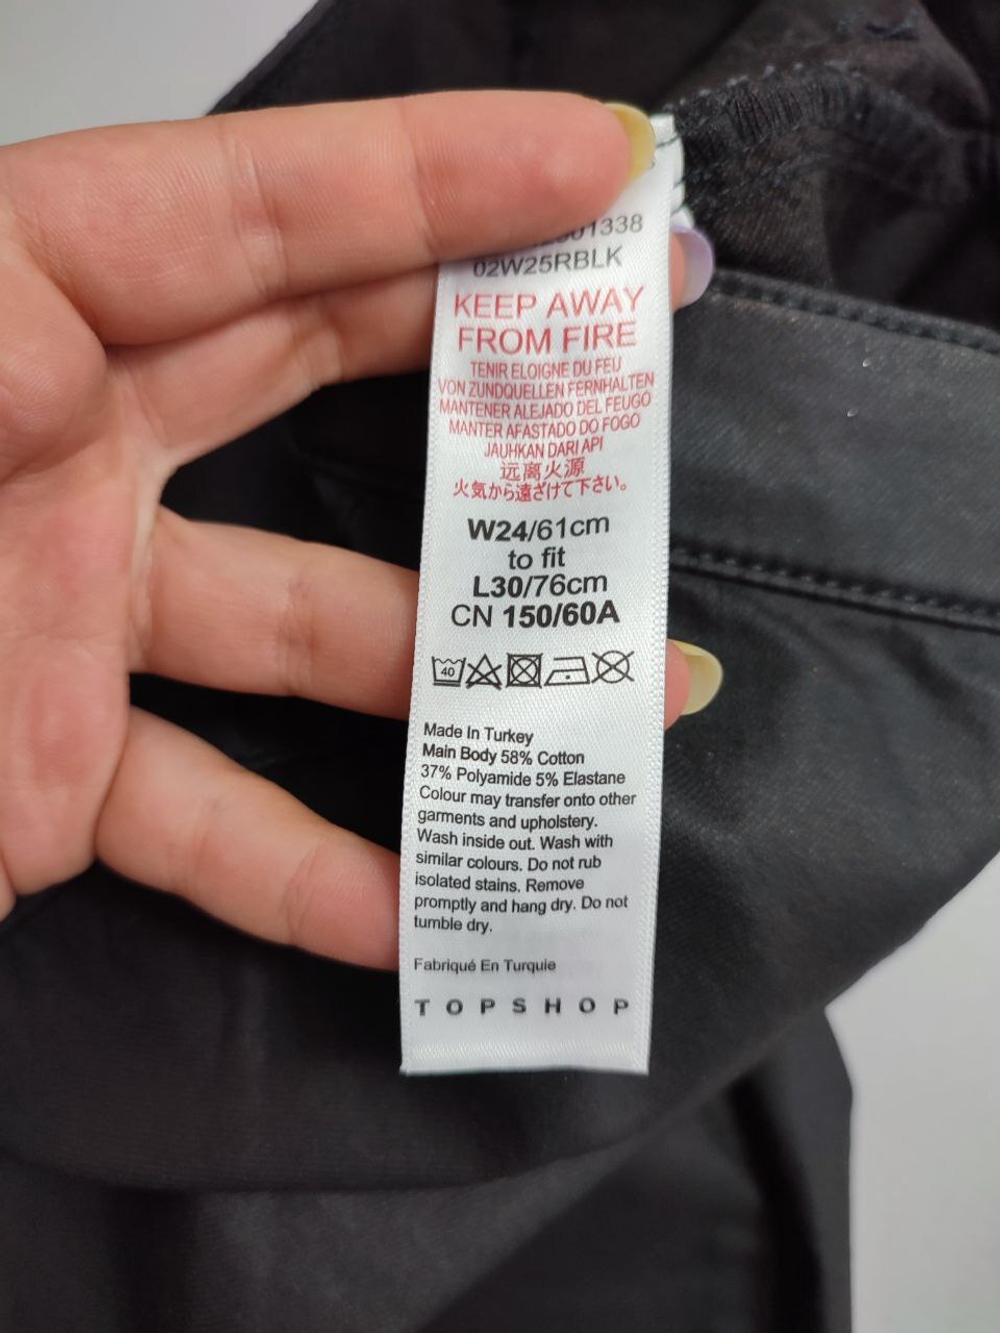 02W25RBLK
KEEP AWAY
FROM FIRE
TENIR ELOIGNE DU FEU
VON ZUNDQUELLEN FERNHALTEN
MANTENER ALEJADO DEL FEUGO
MANTER AFASTADO DO FOGO
JAUHKAN DARI API
远离火源
火気から遠ざけて下さい。
W24/61cm
to fit
L30/76cm
CN 150/60A
40
Made In Turkey
Main Body 58% Cotton
37% Polyamide 5% Elastane
Colour may transfer onto other
garments and upholstery.
Wash inside out. Wash with
similar colours. Do not rub
isolated stains. Remove
promptly and hang dry. Do not
tumble dry.
Fabriqué En Turquie
TOPSHOP